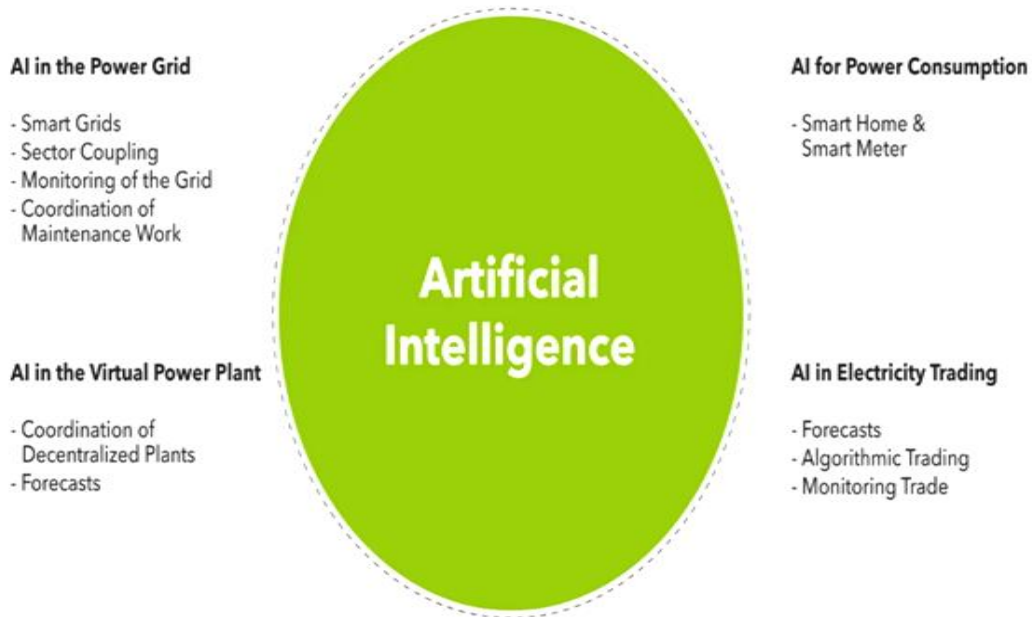 AI in the Power Grid
- Smart Grids
- Sector Coupling
- Monitoring of the Grid
- Coordination of
Maintenance Work
AI in the Virtual Power Plant
- Coordination of
Decentralized Plants
- Forecasts
Artificial
Intelligence
AI for Power Consumption
- Smart Home &
Smart Meter
AI in Electricity Trading
- Forecasts
- Algorithmic Trading
- Monitoring Trade